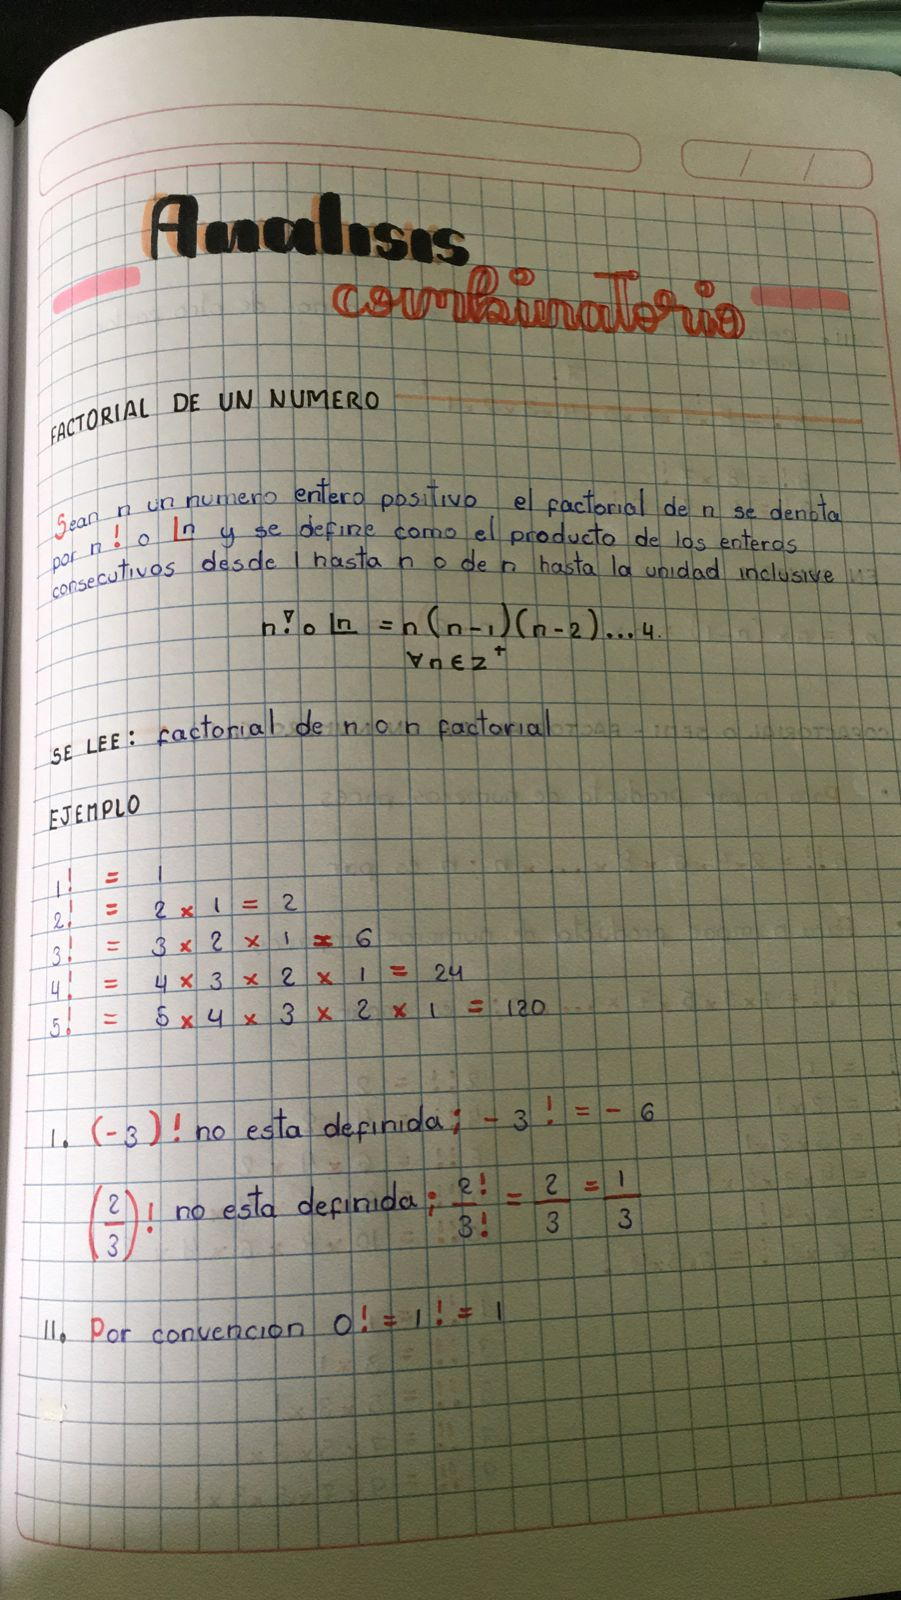 Analisis
combinatorio
FACTORIAL DE UN NUMERO
Sean n un numero entero positivo el factorial de n se denota
por n! o |n y se define como el producto de los enteros
consecutivos desde 1 hasta n o de n hasta la unidad inclusive
n! o |n = n(n-1)(n-2)...4.
∀n∈z⁺
SE LEE: factorial de n o n factorial
EJEMPLO
1! = 1
2! = 2 x 1 = 2
3! = 3 x 2 x 1 = 6
4! = 4 x 3 x 2 x 1 = 24
5! = 5 x 4 x 3 x 2 x 1 = 120
I. (-3)! no esta definida; -3! = -6
(2/3)! no esta definida; 2!/3! = 2/3 = 1/3
II. Por convencion 0! = 1! = 1